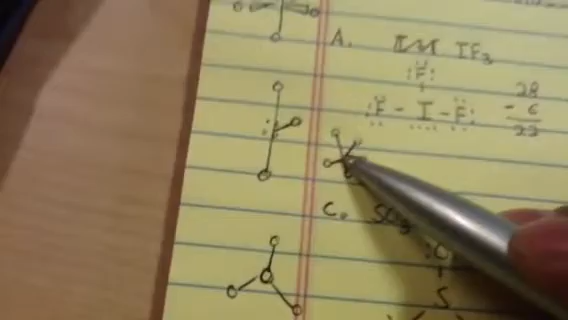 A. IF₃
:F:
28
:F - I - F:
- 6
22
C. SO₃
:O
S